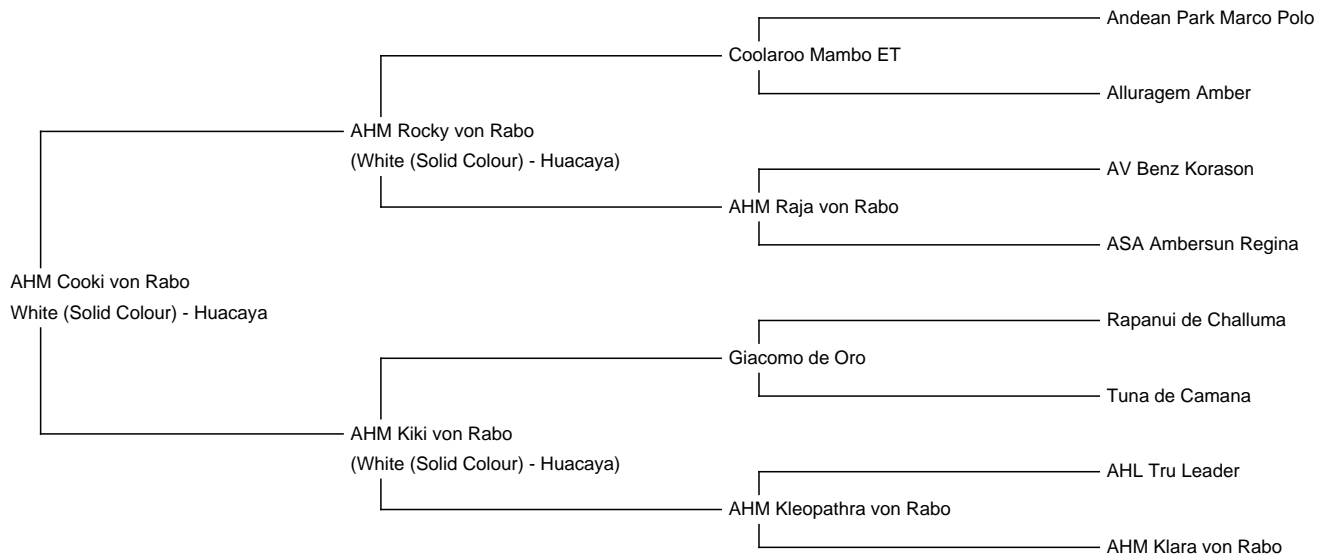 Andean Park Marco Polo
Coolaroo Mambo ET
Alluragem Amber
AHM Rocky von Rabo
(White (Solid Colour) - Huacaya)
AV Benz Korason
AHM Raja von Rabo
ASA Ambersun Regina
AHM Cooki von Rabo
White (Solid Colour) - Huacaya
Rapanui de Challuma
Giacomo de Oro
Tuna de Camana
AHM Kiki von Rabo
(White (Solid Colour) - Huacaya)
AHL Tru Leader
AHM Kleopathra von Rabo
AHM Klara von Rabo